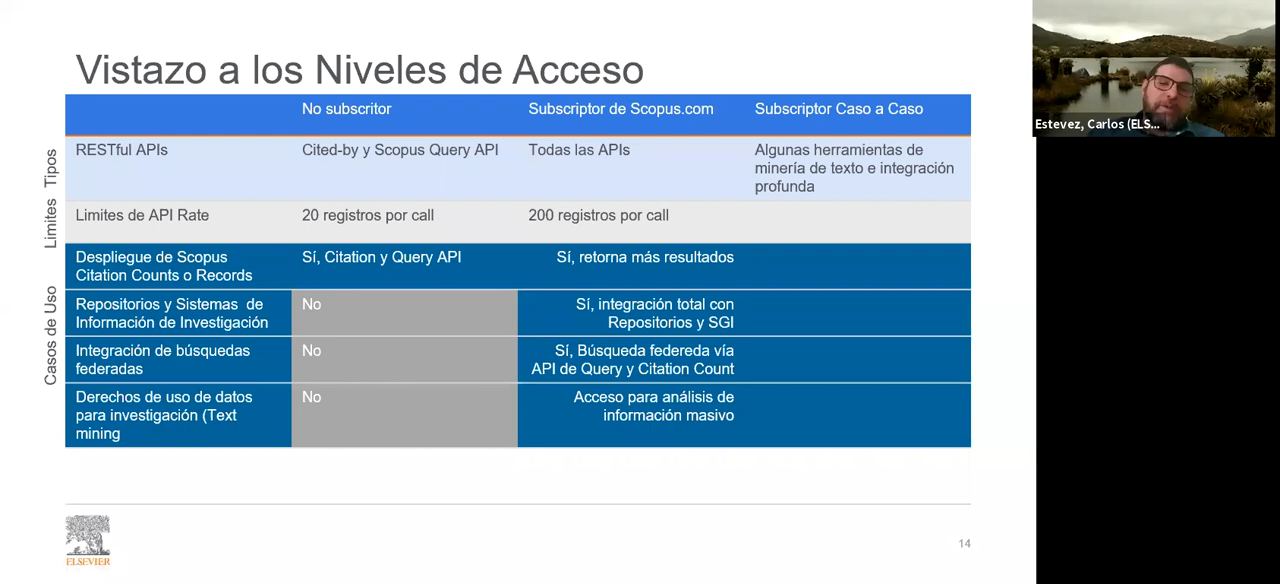 Vistazo a los Niveles de Acceso
No subscritor
Subscriptor de Scopus.com
Subscriptor Caso a Caso
Tipos
RESTful APIs
Cited-by y Scopus Query API
Todas las APIs
Algunas herramientas de
minería de texto e integración
profunda
Limites
Limites de API Rate
20 registros por call
200 registros por call
Casos de Uso
Despliegue de Scopus
Citation Counts o Records
Sí, Citation y Query API
Sí, retorna más resultados
Repositorios y Sistemas de
Información de Investigación
No
Sí, integración total con
Repositorios y SGI
Integración de búsquedas
federadas
No
Sí, Búsqueda federeda vía
API de Query y Citation Count
Derechos de uso de datos
para investigación (Text
mining
No
Acceso para análisis de
información masivo
ELSEVIER
14
Estevez, Carlos (ELS...